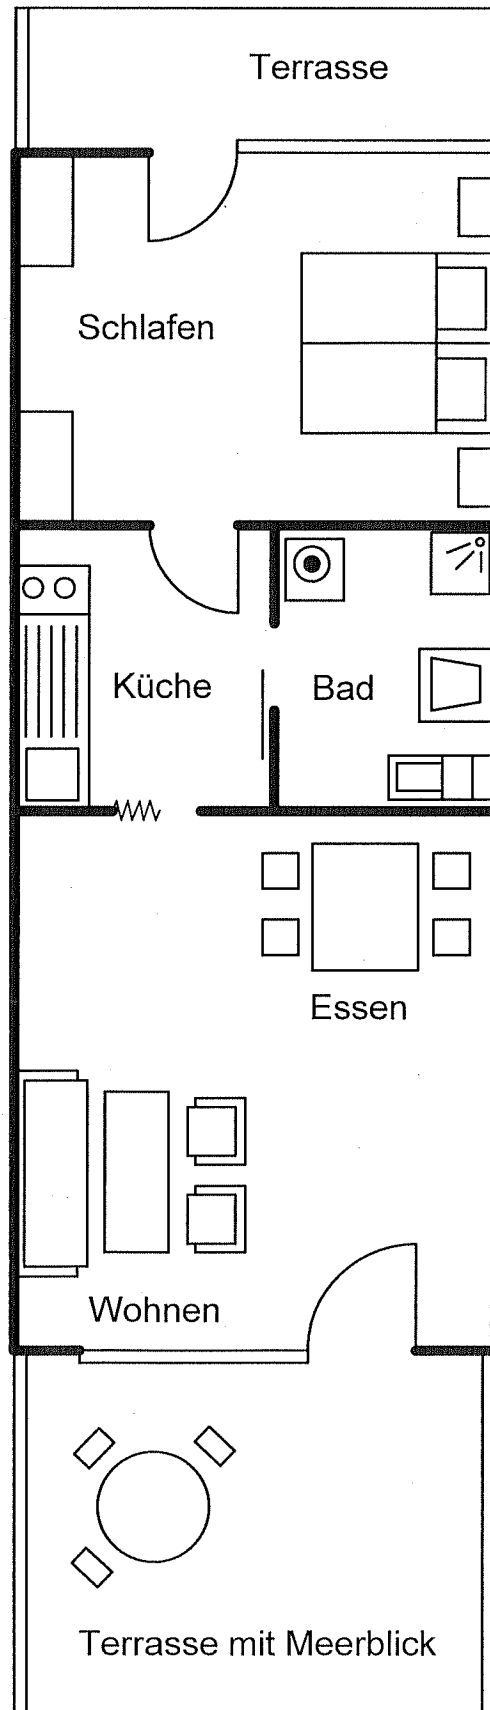 Terrasse
Schlafen
Küche
Bad
Essen
Wohnen
Terrasse mit Meerblick